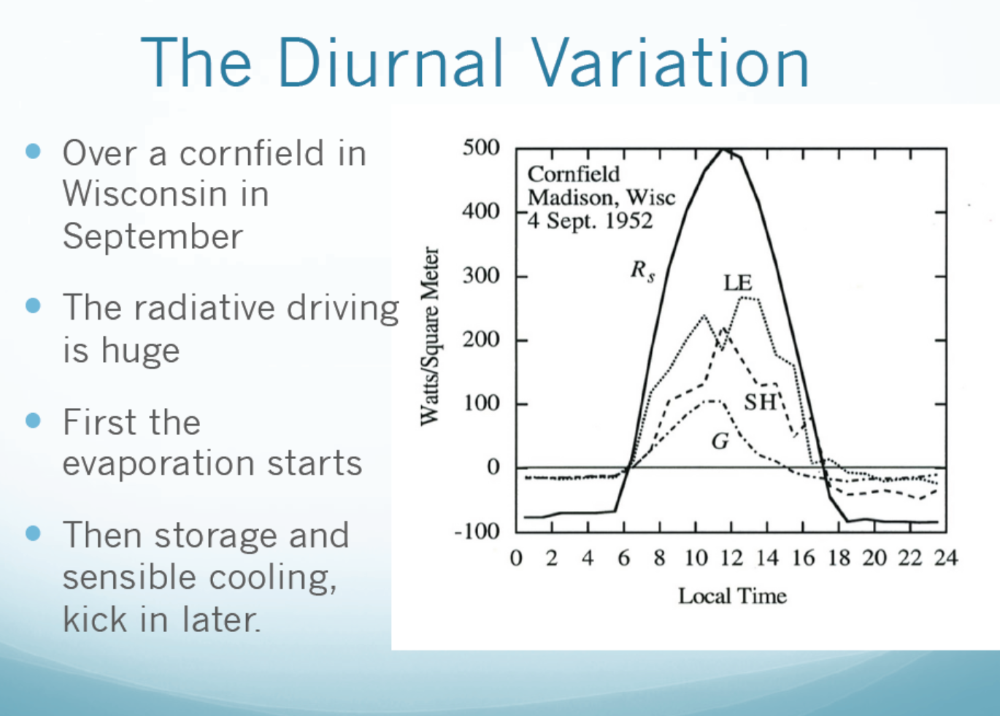 The Diurnal Variation
Over a cornfield in
Wisconsin in
September
The radiative driving
is huge
First the
evaporation starts
Then storage and
sensible cooling,
kick in later.
500
400
300
200
100
0
-100
Watts/Square Meter
Cornfield
Madison, Wisc
4 Sept. 1952
Rs
LE
SH
G
0 2 4 6 8 10 12 14 16 18 20 22 24
Local Time